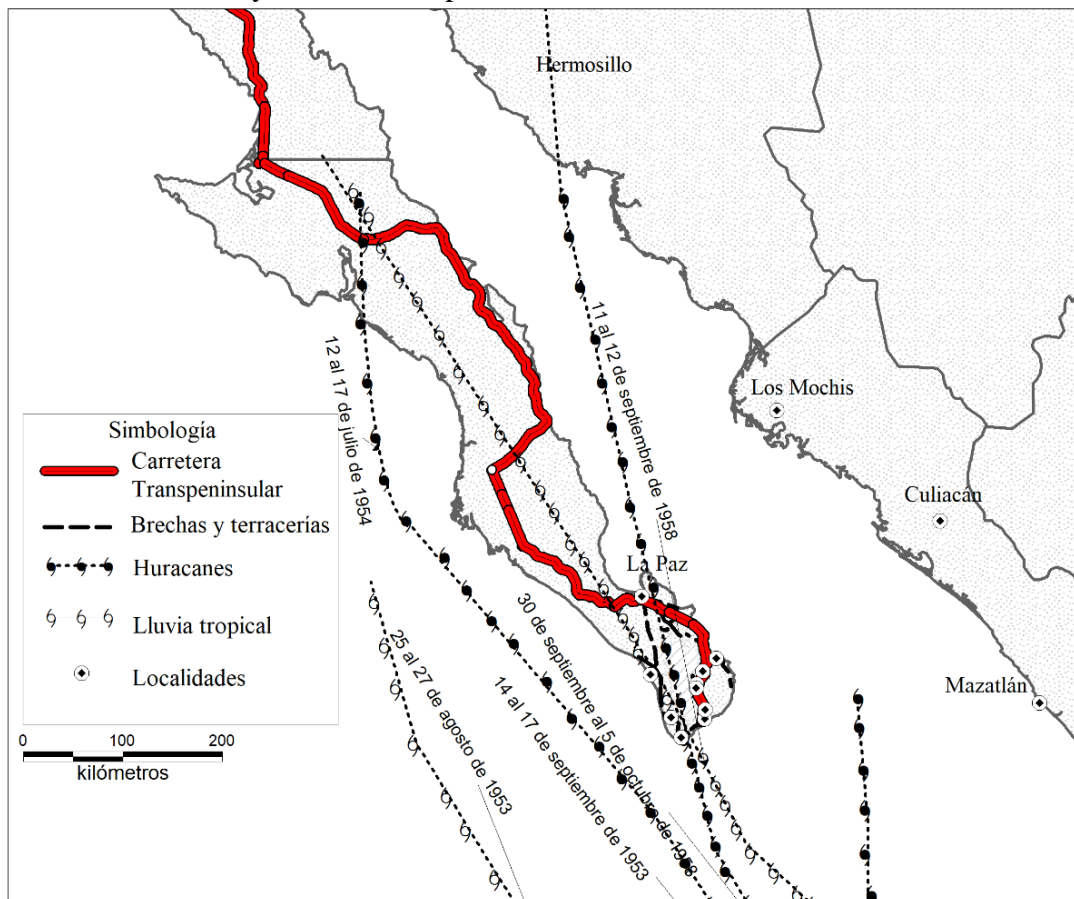 Hermosillo
11 al 12 de septiembre de 1958
Los Mochis
12 al 17 de julio de 1954
Simbología
Carretera
Transpeninsular
Brechas y terracerías
Huracanes
Lluvia tropical
Localidades
Culiacán
La Paz
30 de septiembre al 5 de octubre de 1958
25 al 27 de agosto de 1953
14 al 17 de septiembre de 1953
Mazatlán
0 100 200
kilómetros